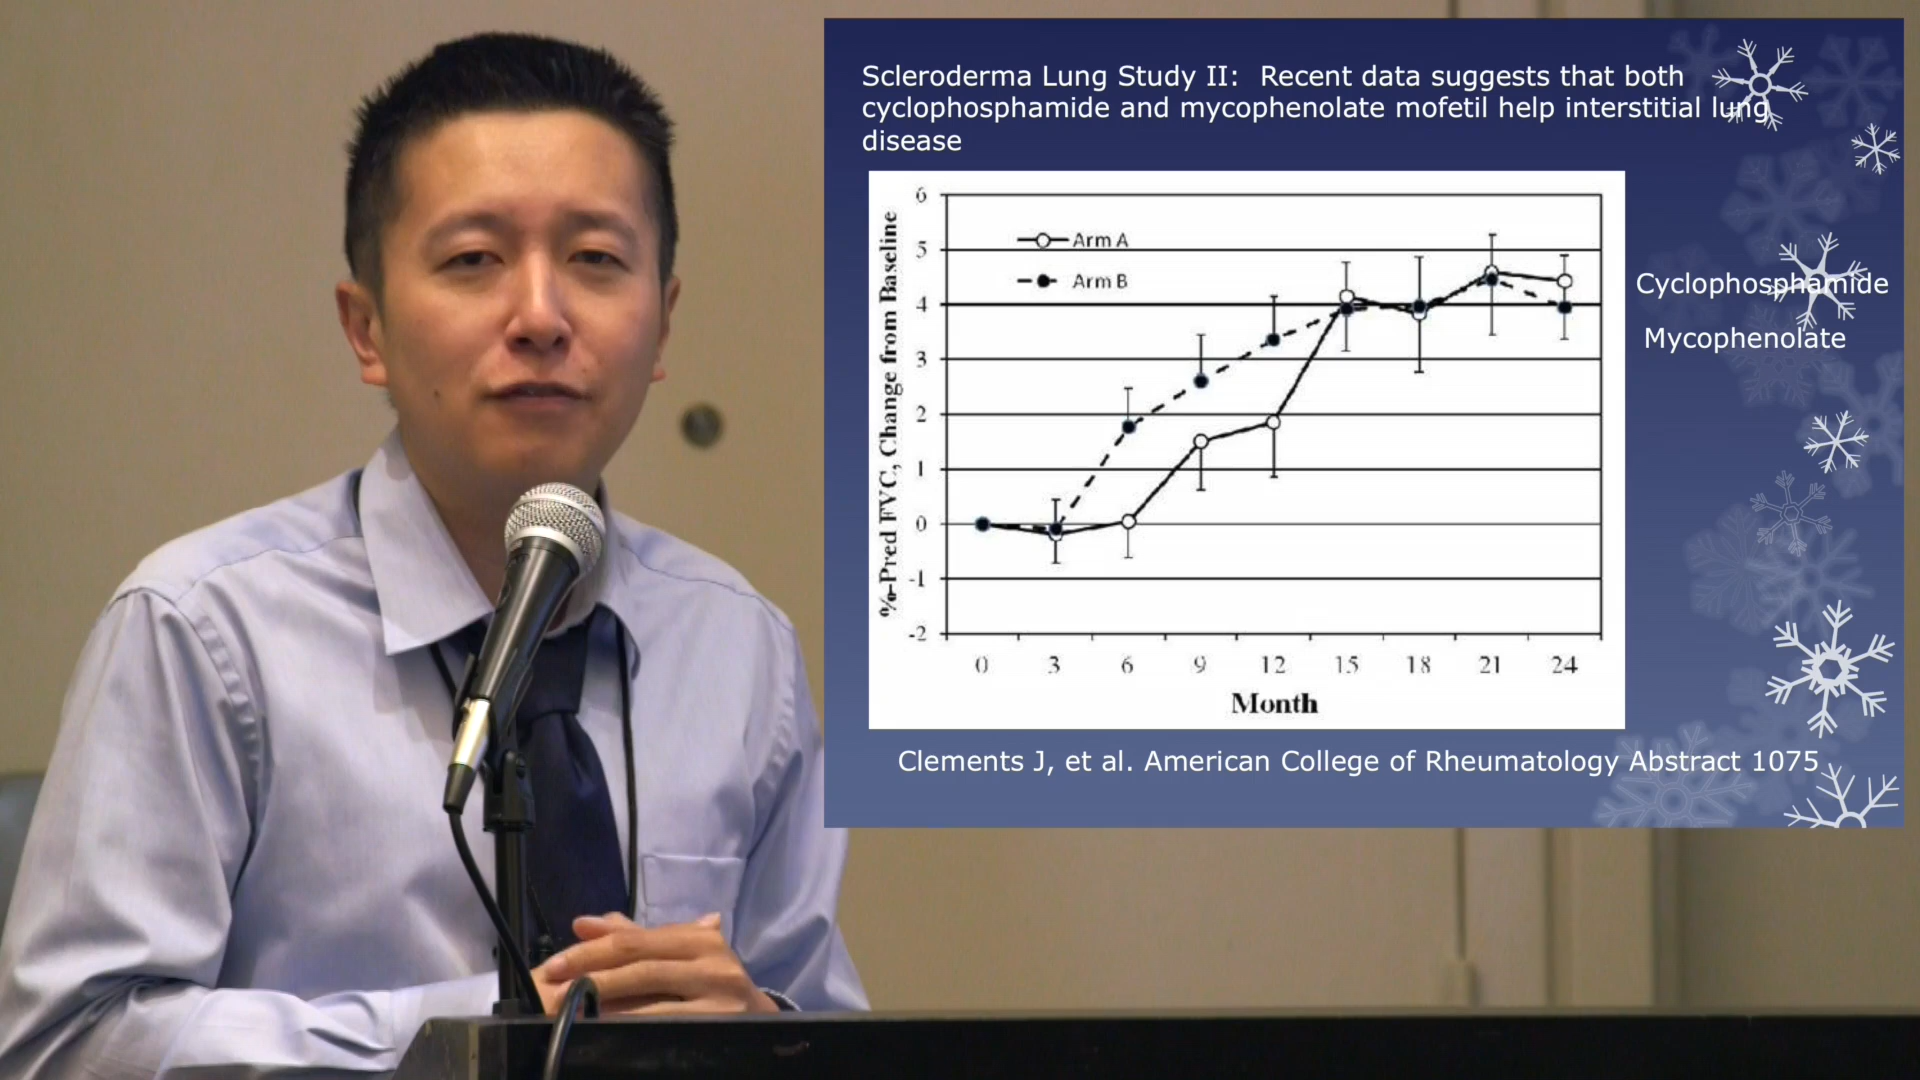 Scleroderma Lung Study II: Recent data suggests that both
cyclophosphamide and mycophenolate mofetil help interstitial lung
disease
%-Pred FVC, Change from Baseline
6
5
4
3
2
1
0
-1
-2
Arm A
Arm B
Cyclophosphamide
Mycophenolate
0 3 6 9 12 15 18 21 24
Month
Clements J, et al. American College of Rheumatology Abstract 1075